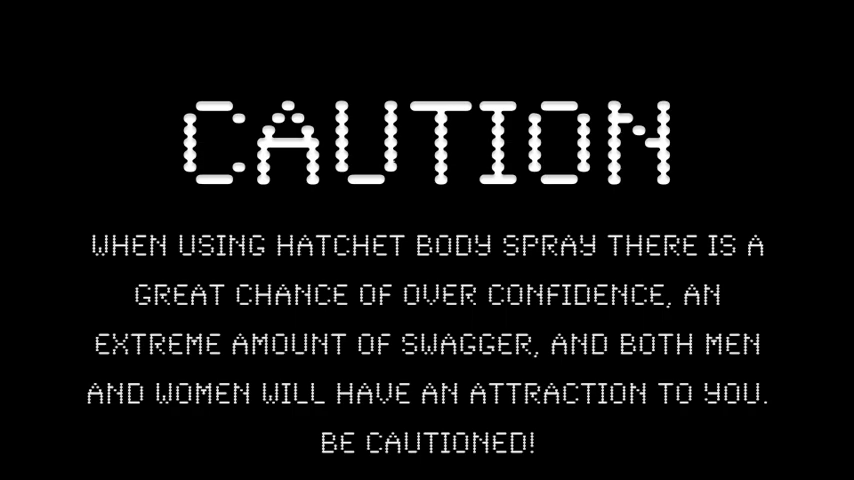 CAUTION
WHEN USING HATCHET BODY SPRAY THERE IS A
GREAT CHANCE OF OVER CONFIDENCE, AN
EXTREME AMOUNT OF SWAGGER, AND BOTH MEN
AND WOMEN WILL HAVE AN ATTRACTION TO YOU.
BE CAUTIONED!